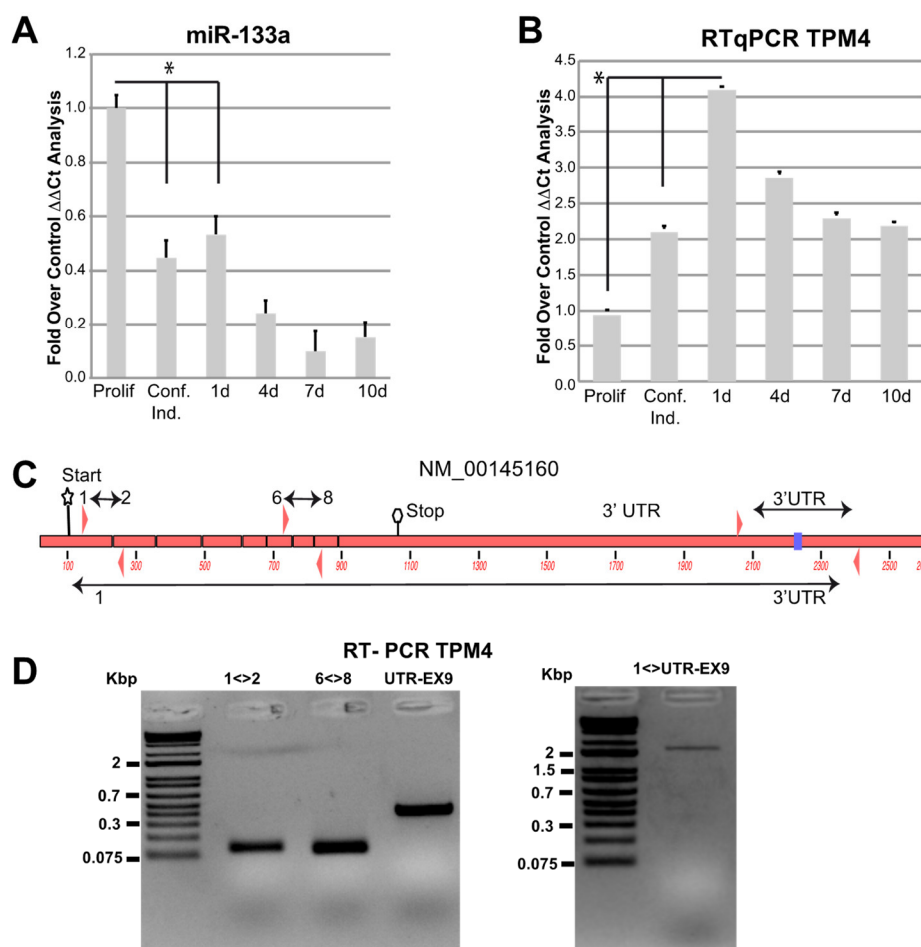 A
miR-133a
Fold Over Control ΔΔCt Analysis
1.2
1.0
0.8
0.6
0.4
0.2
0.0
*
Prolif Conf. Ind. 1d 4d 7d 10d
B
RTqPCR TPM4
Fold Over Control ΔΔCt Analysis
4.5
4.0
3.5
3.0
2.5
2.0
1.5
1.0
0.5
0.0
*
Prolif Conf. Ind. 1d 4d 7d 10d
C
NM_00145160
Start
1 2 6 8
Stop
3' UTR
3'UTR
100 300 500 700 900 1100 1300 1500 1700 1900 2100 2300 2500
1 3'UTR
D
RT- PCR TPM4
Kbp 1<>2 6<>8 UTR-EX9
2
0.7
0.3
0.075
Kbp 1<>UTR-EX9
2
1.5
0.7
0.3
0.075